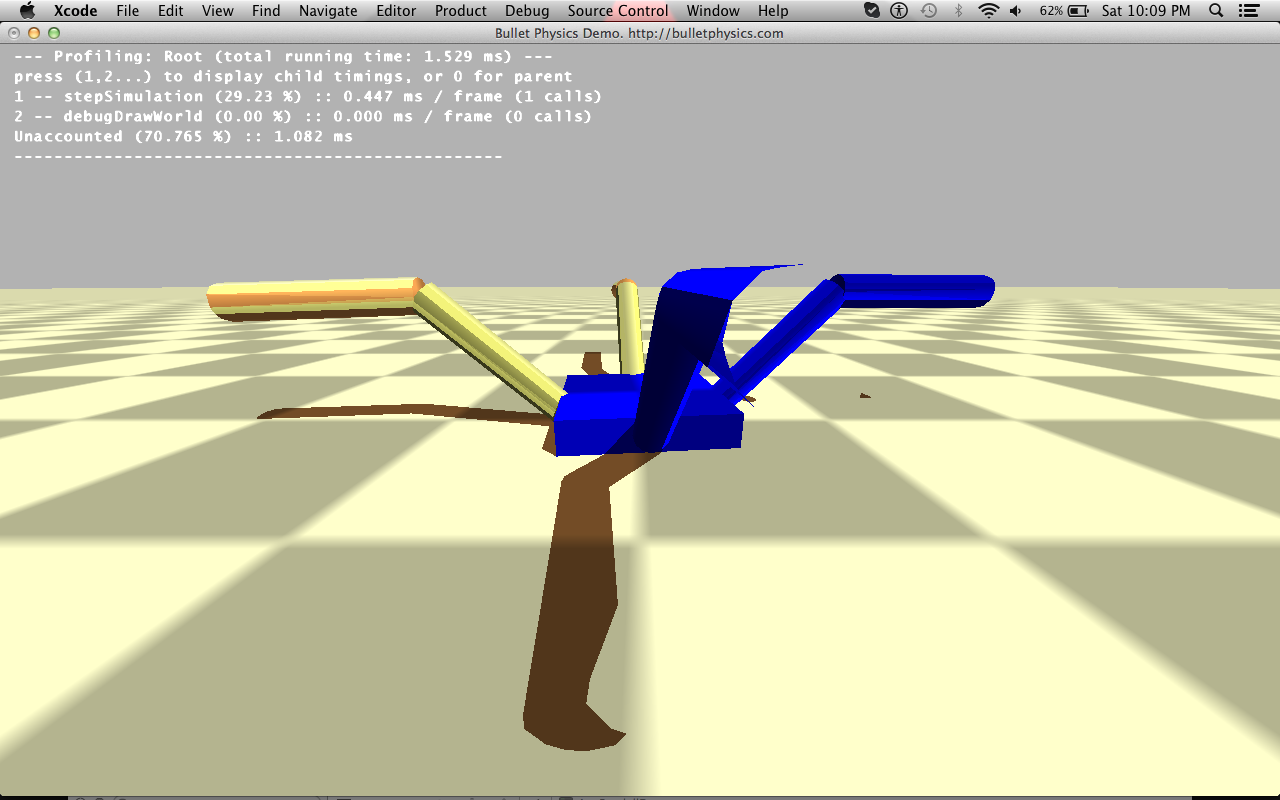 Xcode File Edit View Find Navigate Editor Product Debug Source Control Window Help 62% Sat 10:09 PM
Bullet Physics Demo. http://bulletphysics.com
--- Profiling: Root (total running time: 1.529 ms) ---
press (1,2...) to display child timings, or 0 for parent
1 -- stepSimulation (29.23 %) :: 0.447 ms / frame (1 calls)
2 -- debugDrawWorld (0.00 %) :: 0.000 ms / frame (0 calls)
Unaccounted (70.765 %) :: 1.082 ms
-------------------------------------------------